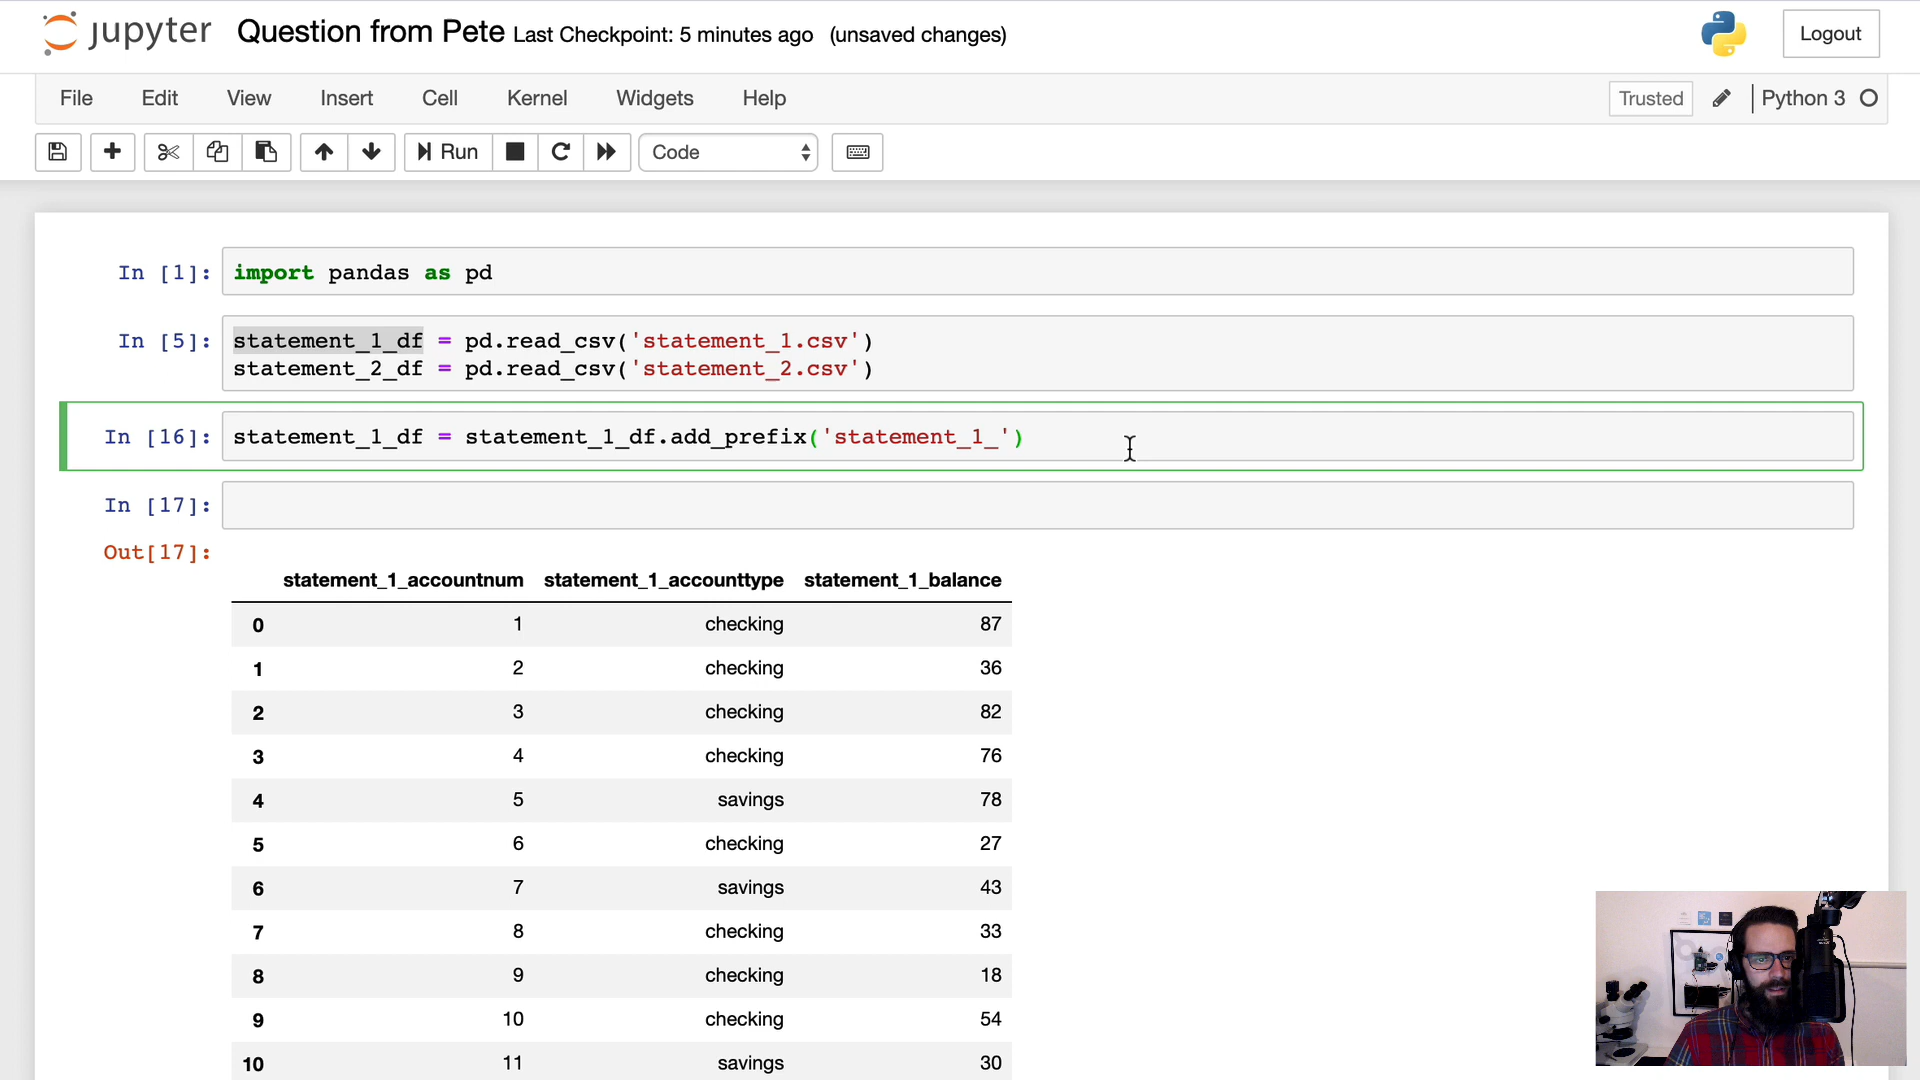 jupyter Question from Pete Last Checkpoint: 5 minutes ago (unsaved changes) Logout
File Edit View Insert Cell Kernel Widgets Help Trusted Python 3
Run Code
In [1]: import pandas as pd
In [5]: statement_1_df = pd.read_csv('statement_1.csv')
statement_2_df = pd.read_csv('statement_2.csv')
In [16]: statement_1_df = statement_1_df.add_prefix('statement_1_')
In [17]:
Out[17]:
statement_1_accountnum statement_1_accounttype statement_1_balance
0 1 checking 87
1 2 checking 36
2 3 checking 82
3 4 checking 76
4 5 savings 78
5 6 checking 27
6 7 savings 43
7 8 checking 33
8 9 checking 18
9 10 checking 54
10 11 savings 30